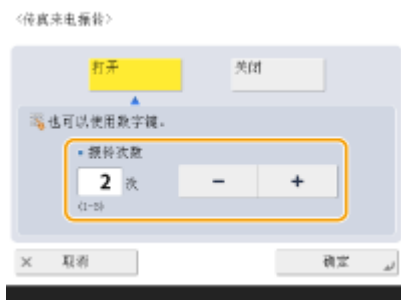 <传真来电振铃>
打开
关闭
也可以使用数字键。
▪ 振铃次数
2 次
− +
(1-99)
× 取消
确定